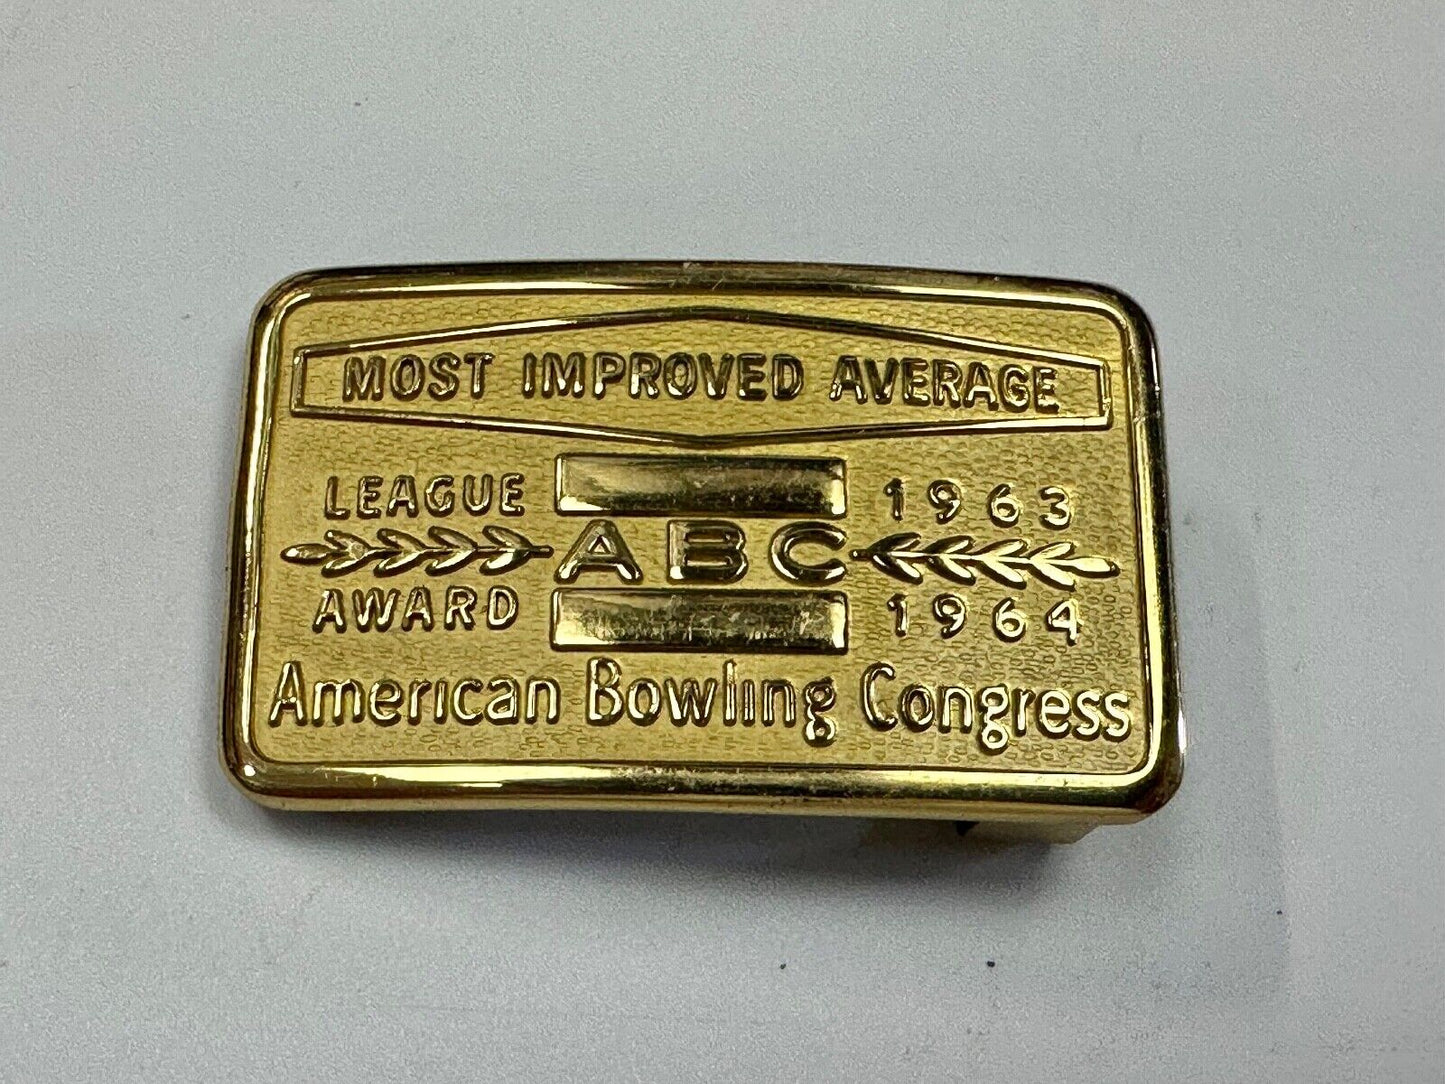 MOST IMPROVED AVERAGE
LEAGUE 1963
ABC
AWARD 1964
American Bowling Congress